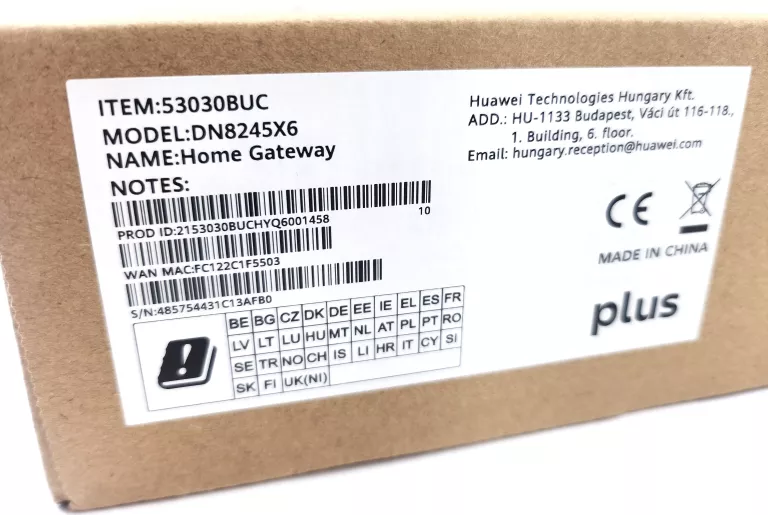 ITEM:53030BUC
MODEL:DN8245X6
NAME:Home Gateway
NOTES:
PROD ID:2153030BUCHYQ6001458
10
WAN MAC:FC122C1F5503
S/N:485754431C13AFB0
BE BG CZ DK DE EE IE EL ES FR
LV LT LU HU MT NL AT PL PT RO
SE TR NO CH IS LI HR IT CY SI
SK FI UK(NI)
Huawei Technologies Hungary Kft.
ADD.: HU-1133 Budapest, Váci út 116-118.,
1. Building, 6. floor.
Email: hungary.reception@huawei.com
CE
MADE IN CHINA
plus